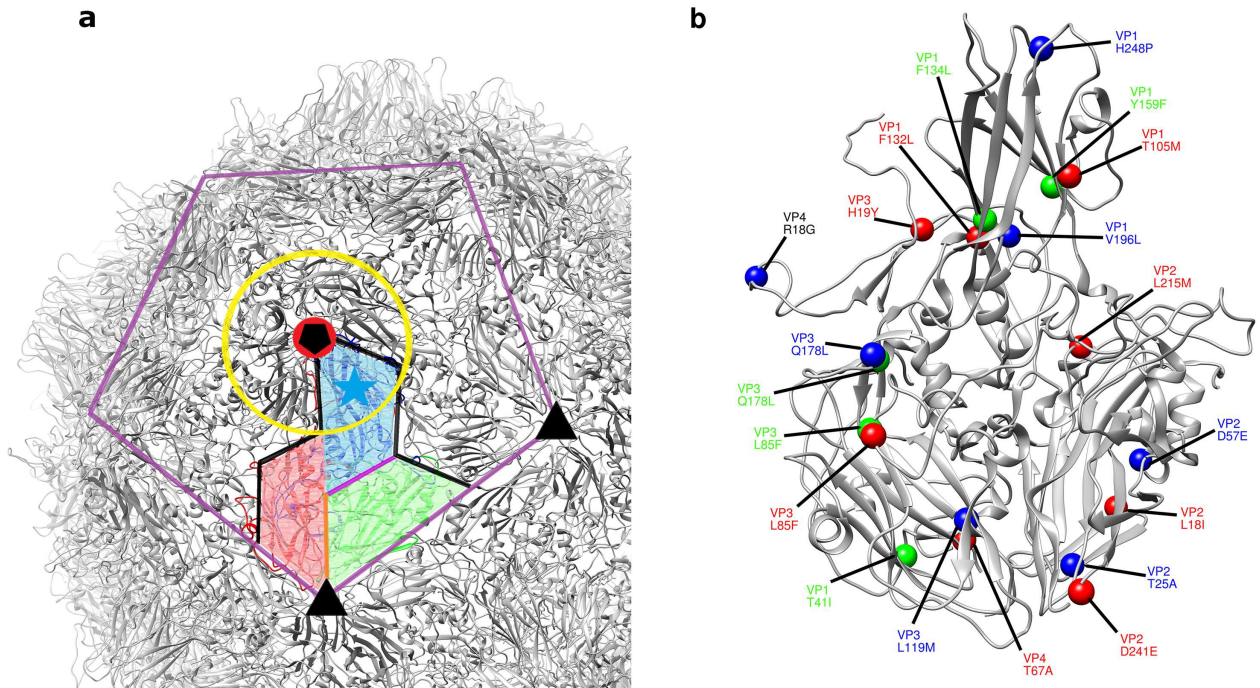 a
b
VP1
H248P
VP1
F134L
VP1
Y159F
VP1
F132L
VP1
T105M
VP3
H19Y
VP4
R18G
VP1
V196L
VP2
L215M
VP3
Q178L
VP3
Q178L
VP3
L85F
VP2
D57E
VP3
L85F
VP2
L18I
VP1
T41I
VP2
T25A
VP3
L119M
VP4
T67A
VP2
D241E